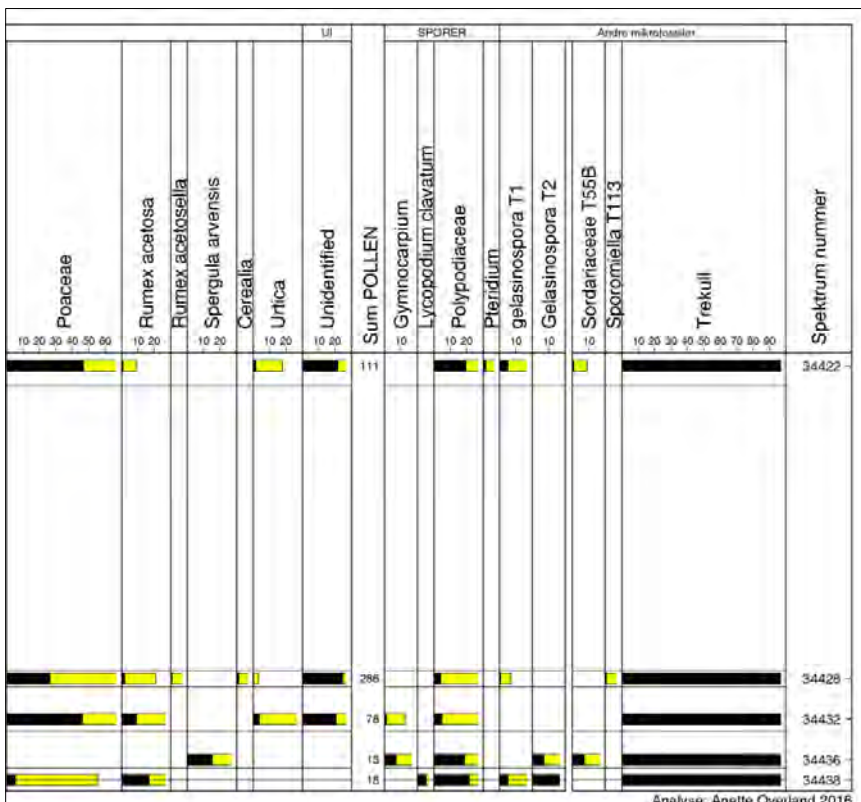 UI SPORER Andre mikrofossiler
Poaceae
Rumex acetosa
Rumex acetosella
Spergula arvensis
Cerealia
Urtica
Unidentified
Sum POLLEN
Gymnocarpium
Lycopodium clavatum
Polypodiaceae
Pteridium
gelasinospora T1
Gelasinospora T2
Sordariaceae T55B
Sporomiella T113
Trekull
Spektrum nummer
10 20 30 40 50 60 10 20 10 20 10 20 10 20 10 10 20 10 10 10 10 20 30 40 50 60 70 80 90
111 34422
286 34428
78 34432
34436
34438
Analyse: Anette Overland 2016